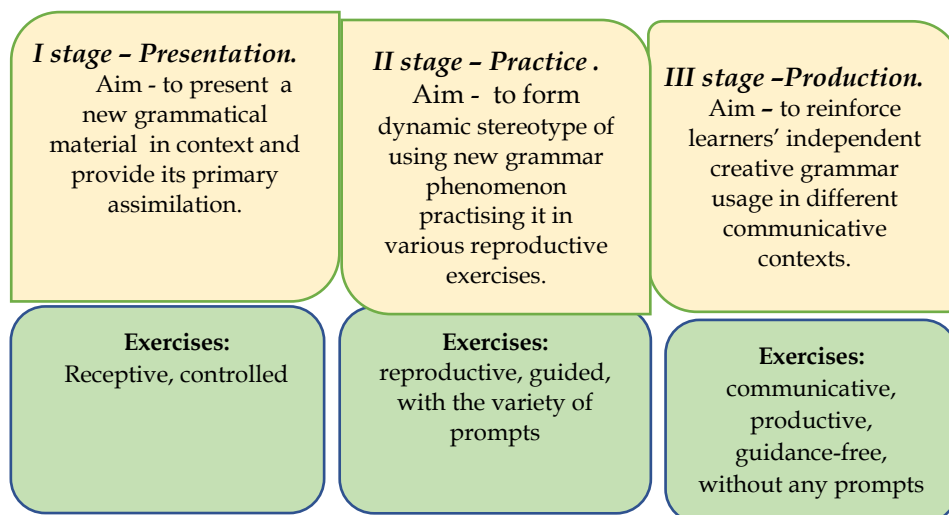 I stage – Presentation.
Aim - to present a
new grammatical
material in context and
provide its primary
assimilation.
Exercises:
Receptive, controlled
II stage – Practice .
Aim - to form
dynamic stereotype of
using new grammar
phenomenon
practising it in
various reproductive
exercises.
Exercises:
reproductive, guided,
with the variety of
prompts
III stage –Production.
Aim – to reinforce
learners’ independent
creative grammar
usage in different
communicative
contexts.
Exercises:
communicative,
productive,
guidance-free,
without any prompts